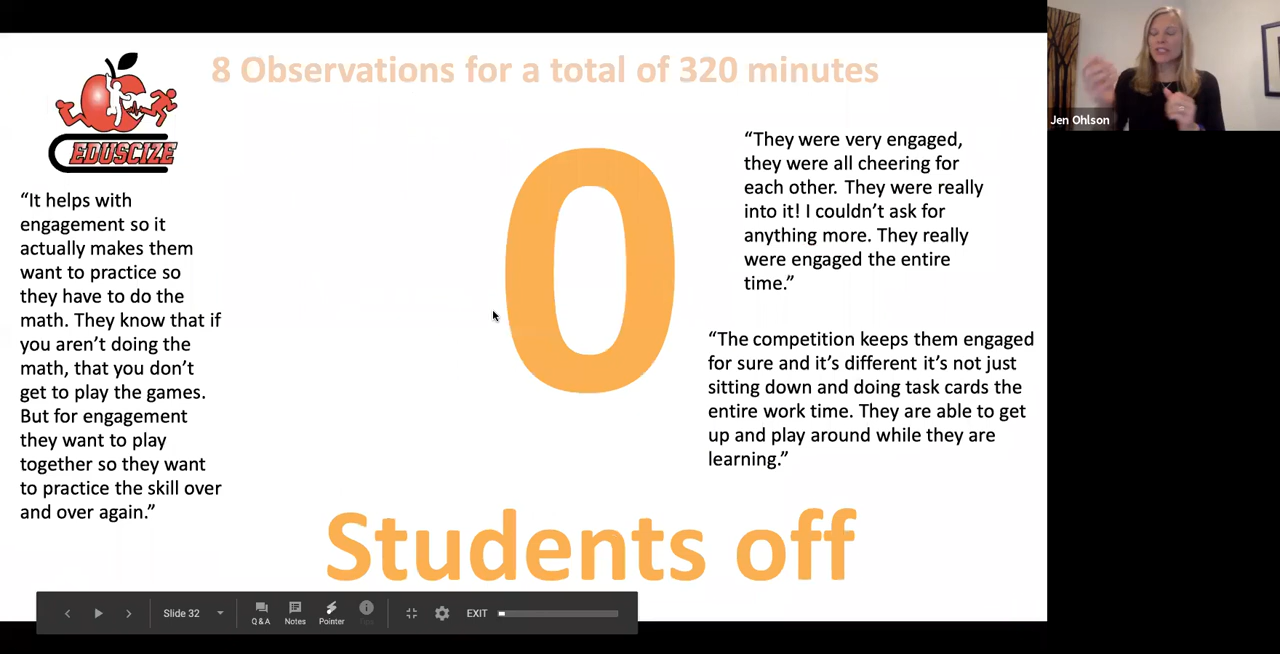 8 Observations for a total of 320 minutes
Jen Ohlson
EDUSCIZE
“It helps with
engagement so it
actually makes them
want to practice so
they have to do the
math. They know that if
you aren’t doing the
math, that you don’t
get to play the games.
But for engagement
they want to play
together so they want
to practice the skill over
and over again.”
0
“They were very engaged,
they were all cheering for
each other. They were really
into it! I couldn’t ask for
anything more. They really
were engaged the entire
time.”
“The competition keeps them engaged
for sure and it’s different it’s not just
sitting down and doing task cards the
entire work time. They are able to get
up and play around while they are
learning.”
Students off
Slide 32
Q&A
Notes
Pointer
EXIT